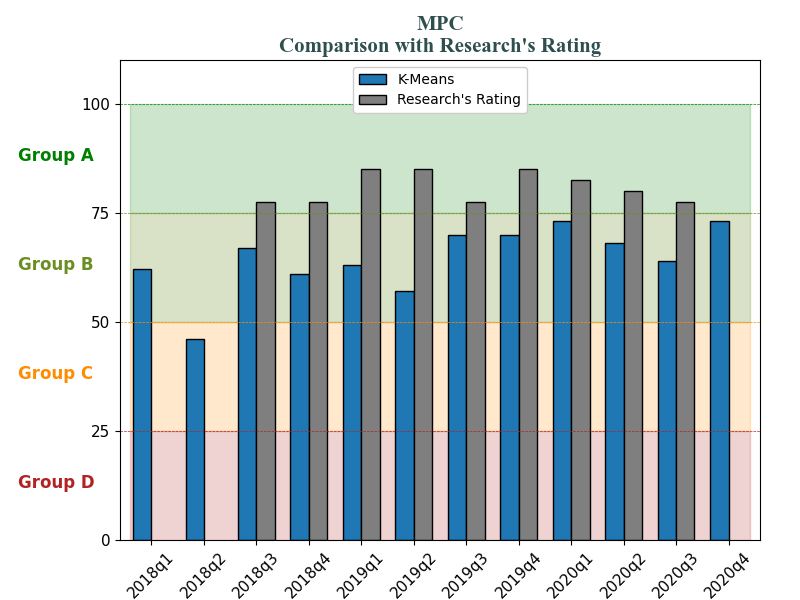 MPC
Comparison with Research's Rating
K-Means
Research's Rating
100
Group A
75
Group B
50
Group C
25
Group D
0
2018q1
2018q2
2018q3
2018q4
2019q1
2019q2
2019q3
2019q4
2020q1
2020q2
2020q3
2020q4